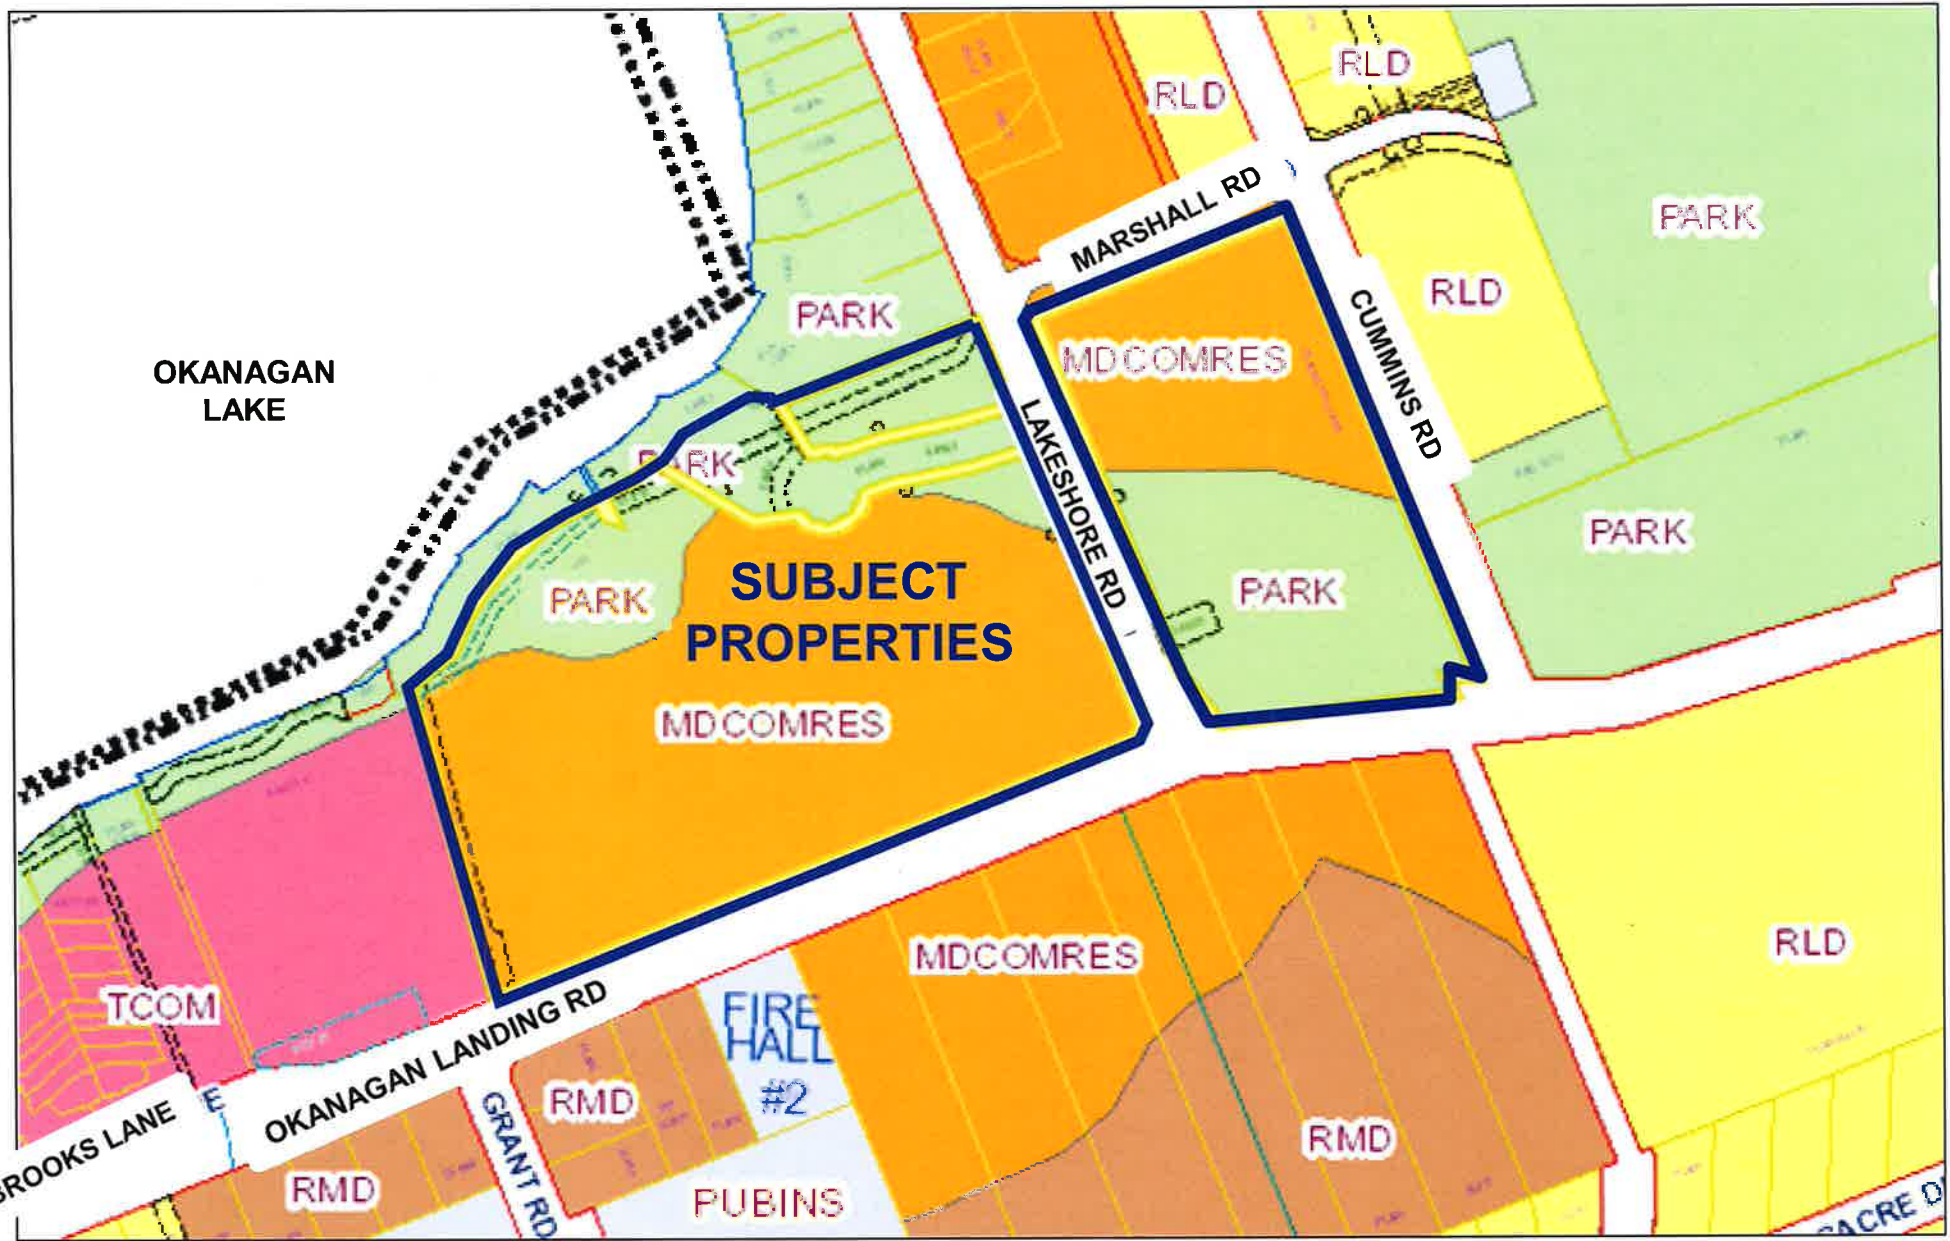 RLD
RLD
MARSHALL RD
PARK
PARK
RLD
CUMMINS RD
MDCOMRES
OKANAGAN
LAKE
LAKESHORE RD
PARK
PARK
PARK
PARK
SUBJECT
PROPERTIES
MDCOMRES
MDCOMRES
RLD
TCOM
FIRE
HALL
#2
OKANAGAN LANDING RD
RMD
GRANT RD
RMD
RMD
PUBINS
BROOKS LANE
E
ACRE